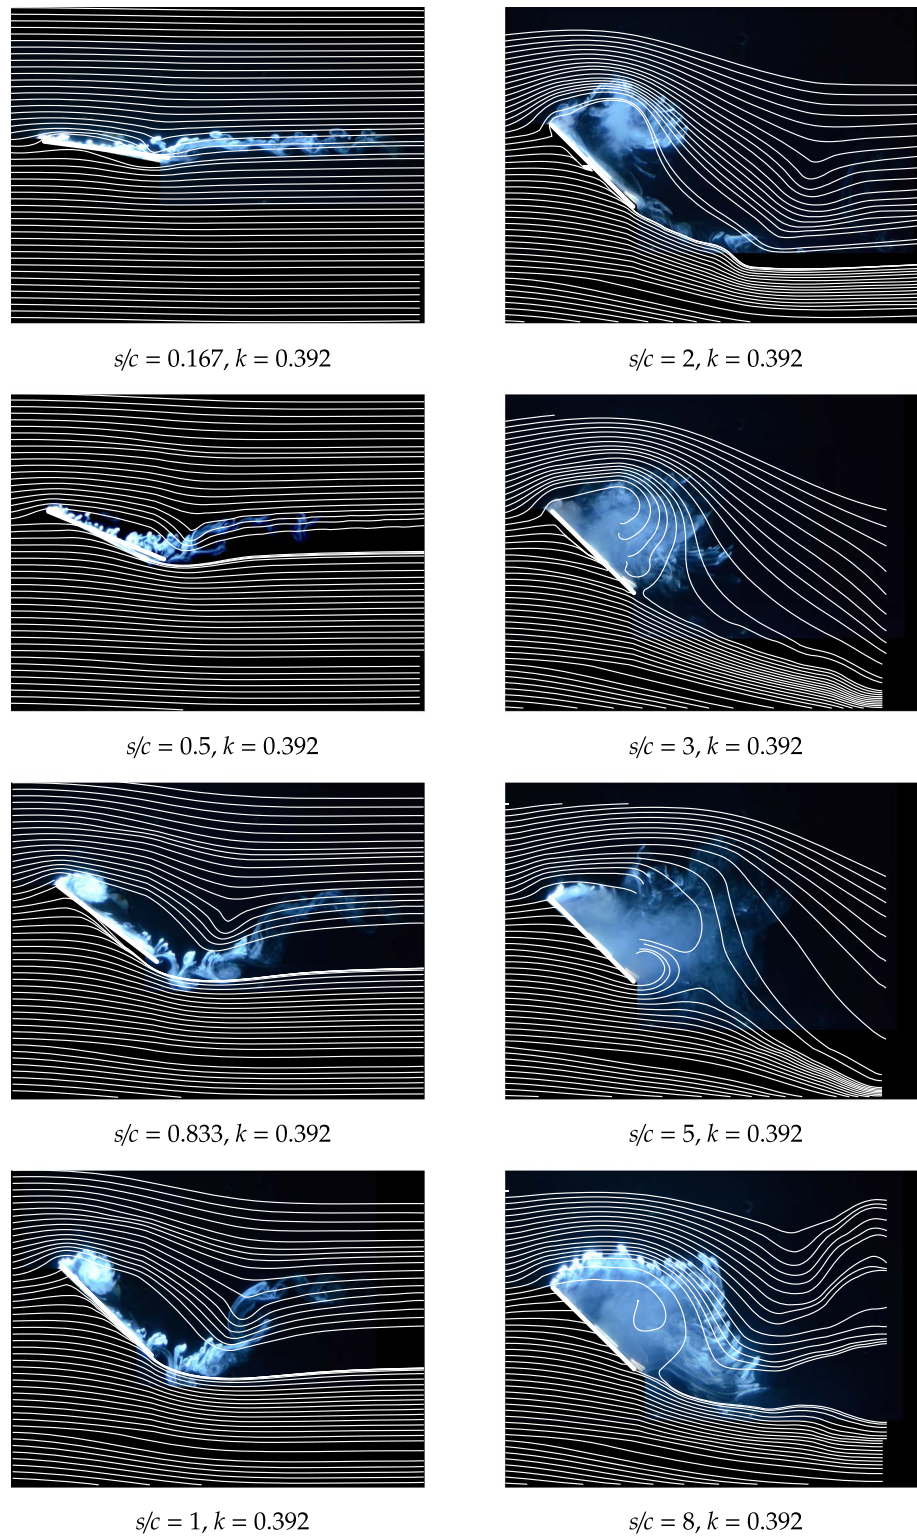 s/c = 0.167, k = 0.392
s/c = 2, k = 0.392
s/c = 0.5, k = 0.392
s/c = 3, k = 0.392
s/c = 0.833, k = 0.392
s/c = 5, k = 0.392
s/c = 1, k = 0.392
s/c = 8, k = 0.392